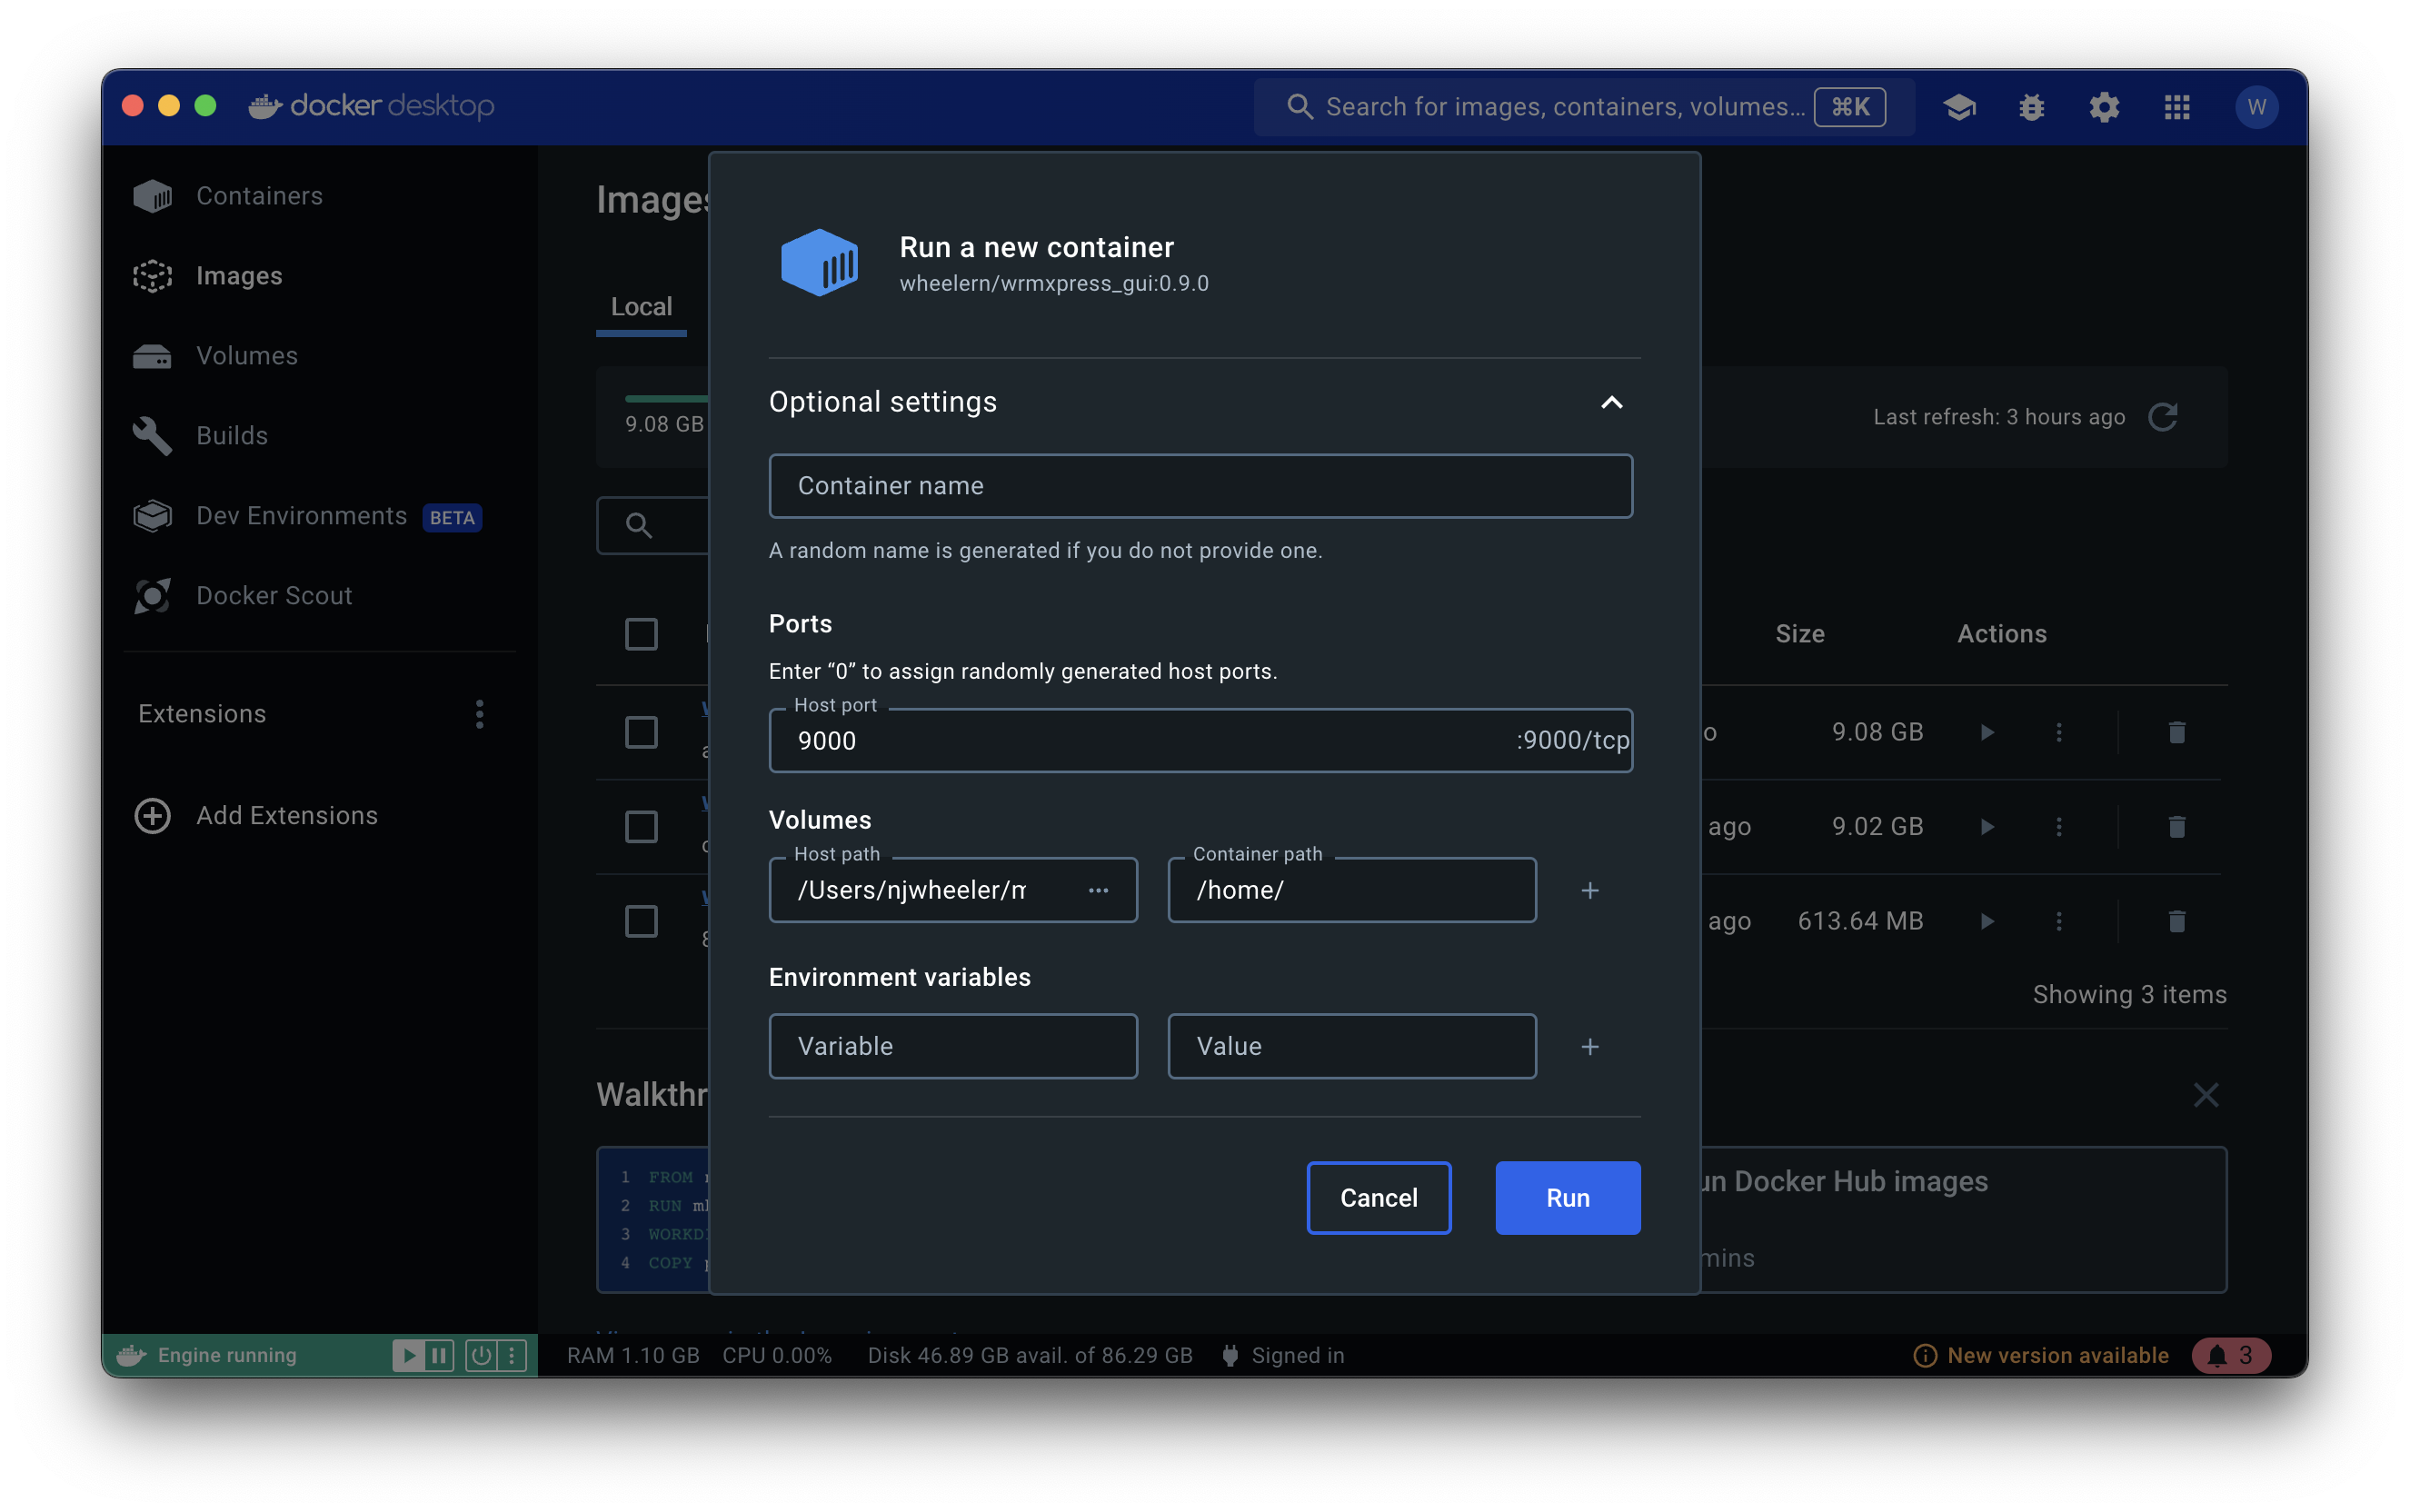 docker desktop
Search for images, containers, volumes... ⌘K
W
Containers
Images
Volumes
Builds
Dev Environments BETA
Docker Scout
Extensions
Add Extensions
Images
Local
9.08 GB
Last refresh: 3 hours ago
Run a new container
wheelern/wrmxpress_gui:0.9.0
Optional settings
Container name
A random name is generated if you do not provide one.
Ports
Enter “0” to assign randomly generated host ports.
Host port
9000 :9000/tcp
Volumes
Host path
/Users/njwheeler/m ...
Container path
/home/
Environment variables
Variable
Value
Cancel
Run
Size Actions
9.08 GB
ago 9.02 GB
ago 613.64 MB
Showing 3 items
Walkthr
1 FROM
2 RUN
3 WORKD
4 COPY
un Docker Hub images
mins
Engine running
RAM 1.10 GB CPU 0.00% Disk 46.89 GB avail. of 86.29 GB Signed in
New version available 3